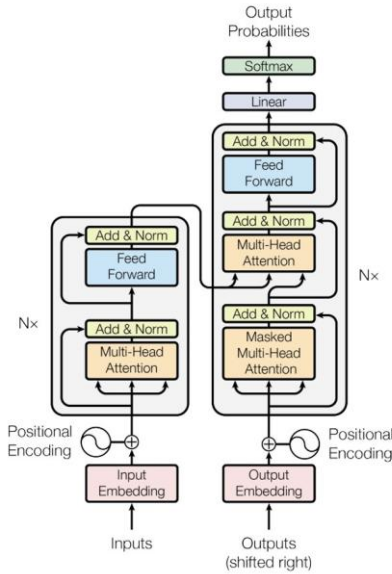 Output
Probabilities
Softmax
Linear
Add & Norm
Feed
Forward
Add & Norm
Multi-Head
Attention
Add & Norm
Masked
Multi-Head
Attention
Nx
Add & Norm
Feed
Forward
Add & Norm
Multi-Head
Attention
Nx
Positional
Encoding
Positional
Encoding
Input
Embedding
Output
Embedding
Inputs
Outputs
(shifted right)